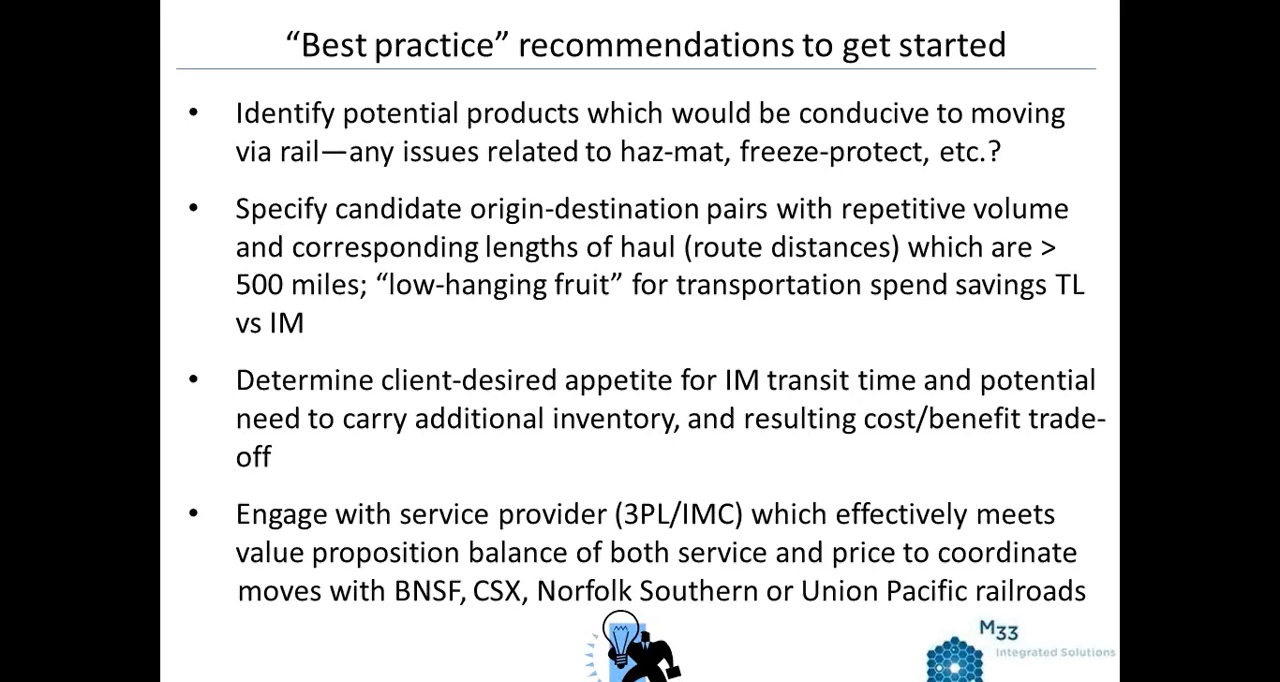 “Best practice” recommendations to get started
• Identify potential products which would be conducive to moving
via rail—any issues related to haz-mat, freeze-protect, etc.?
• Specify candidate origin-destination pairs with repetitive volume
and corresponding lengths of haul (route distances) which are >
500 miles; “low-hanging fruit” for transportation spend savings TL
vs IM
• Determine client-desired appetite for IM transit time and potential
need to carry additional inventory, and resulting cost/benefit trade-
off
• Engage with service provider (3PL/IMC) which effectively meets
value proposition balance of both service and price to coordinate
moves with BNSF, CSX, Norfolk Southern or Union Pacific railroads
M33
Integrated Solutions